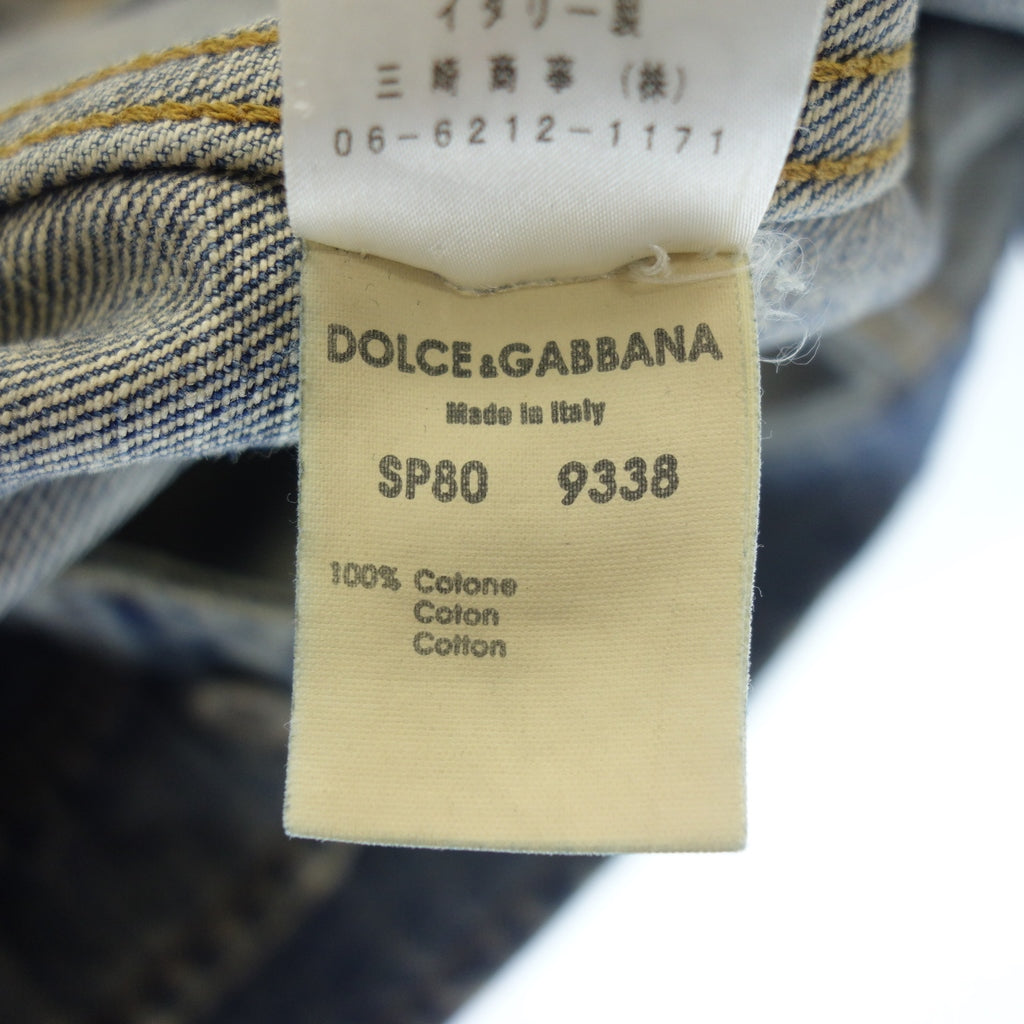 イタリー製
三崎商事(株)
06-6212-1171
DOLCE&GABBANA
Made in Italy
SP80 9338
100% Cotone
Coton
Cotton